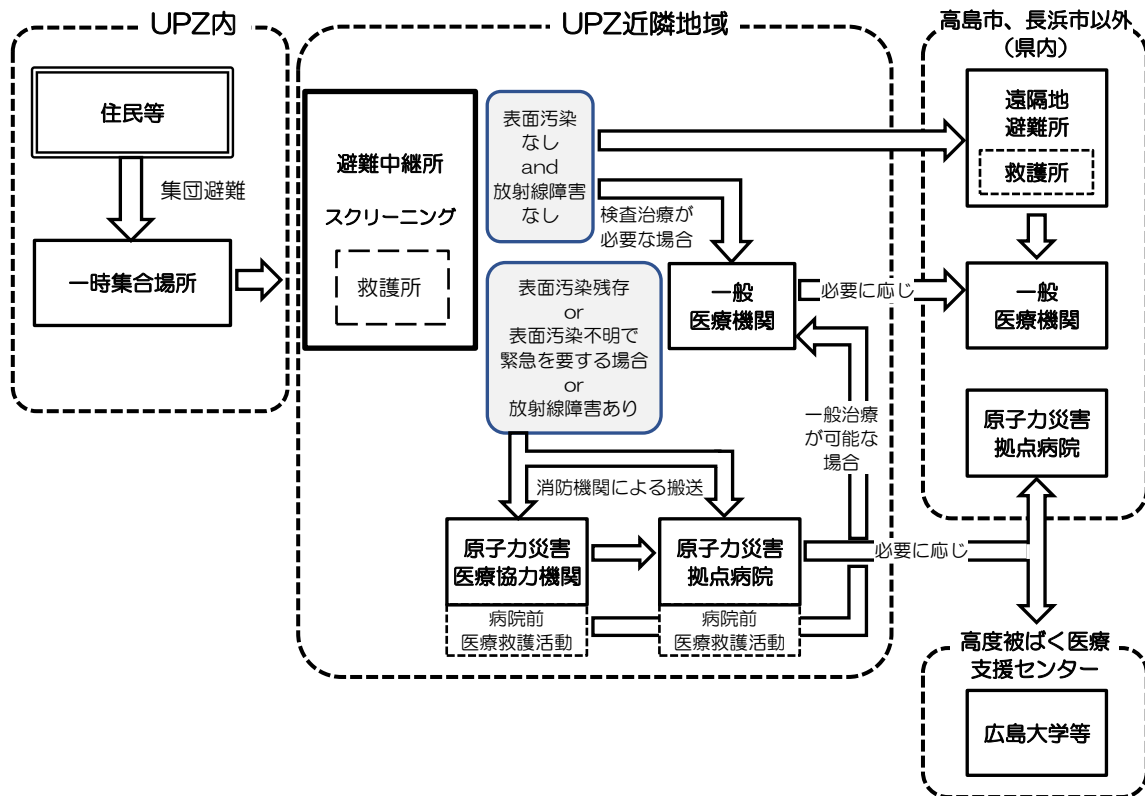 UPZ内
住民等
集団避難
一時集合場所
UPZ近隣地域
避難中継所
スクリーニング
救護所
表面汚染
なし
and
放射線障害
なし
検査治療が
必要な場合
表面汚染残存
or
表面汚染不明で
緊急を要する場合
or
放射線障害あり
一般
医療機関
必要に応じ
一般治療
が可能な
場合
消防機関による搬送
原子力災害
医療協力機関
病院前
医療救護活動
原子力災害
拠点病院
病院前
医療救護活動
必要に応じ
高島市、長浜市以外
（県内）
遠隔地
避難所
救護所
一般
医療機関
原子力災害
拠点病院
高度被ばく医療
支援センター
広島大学等